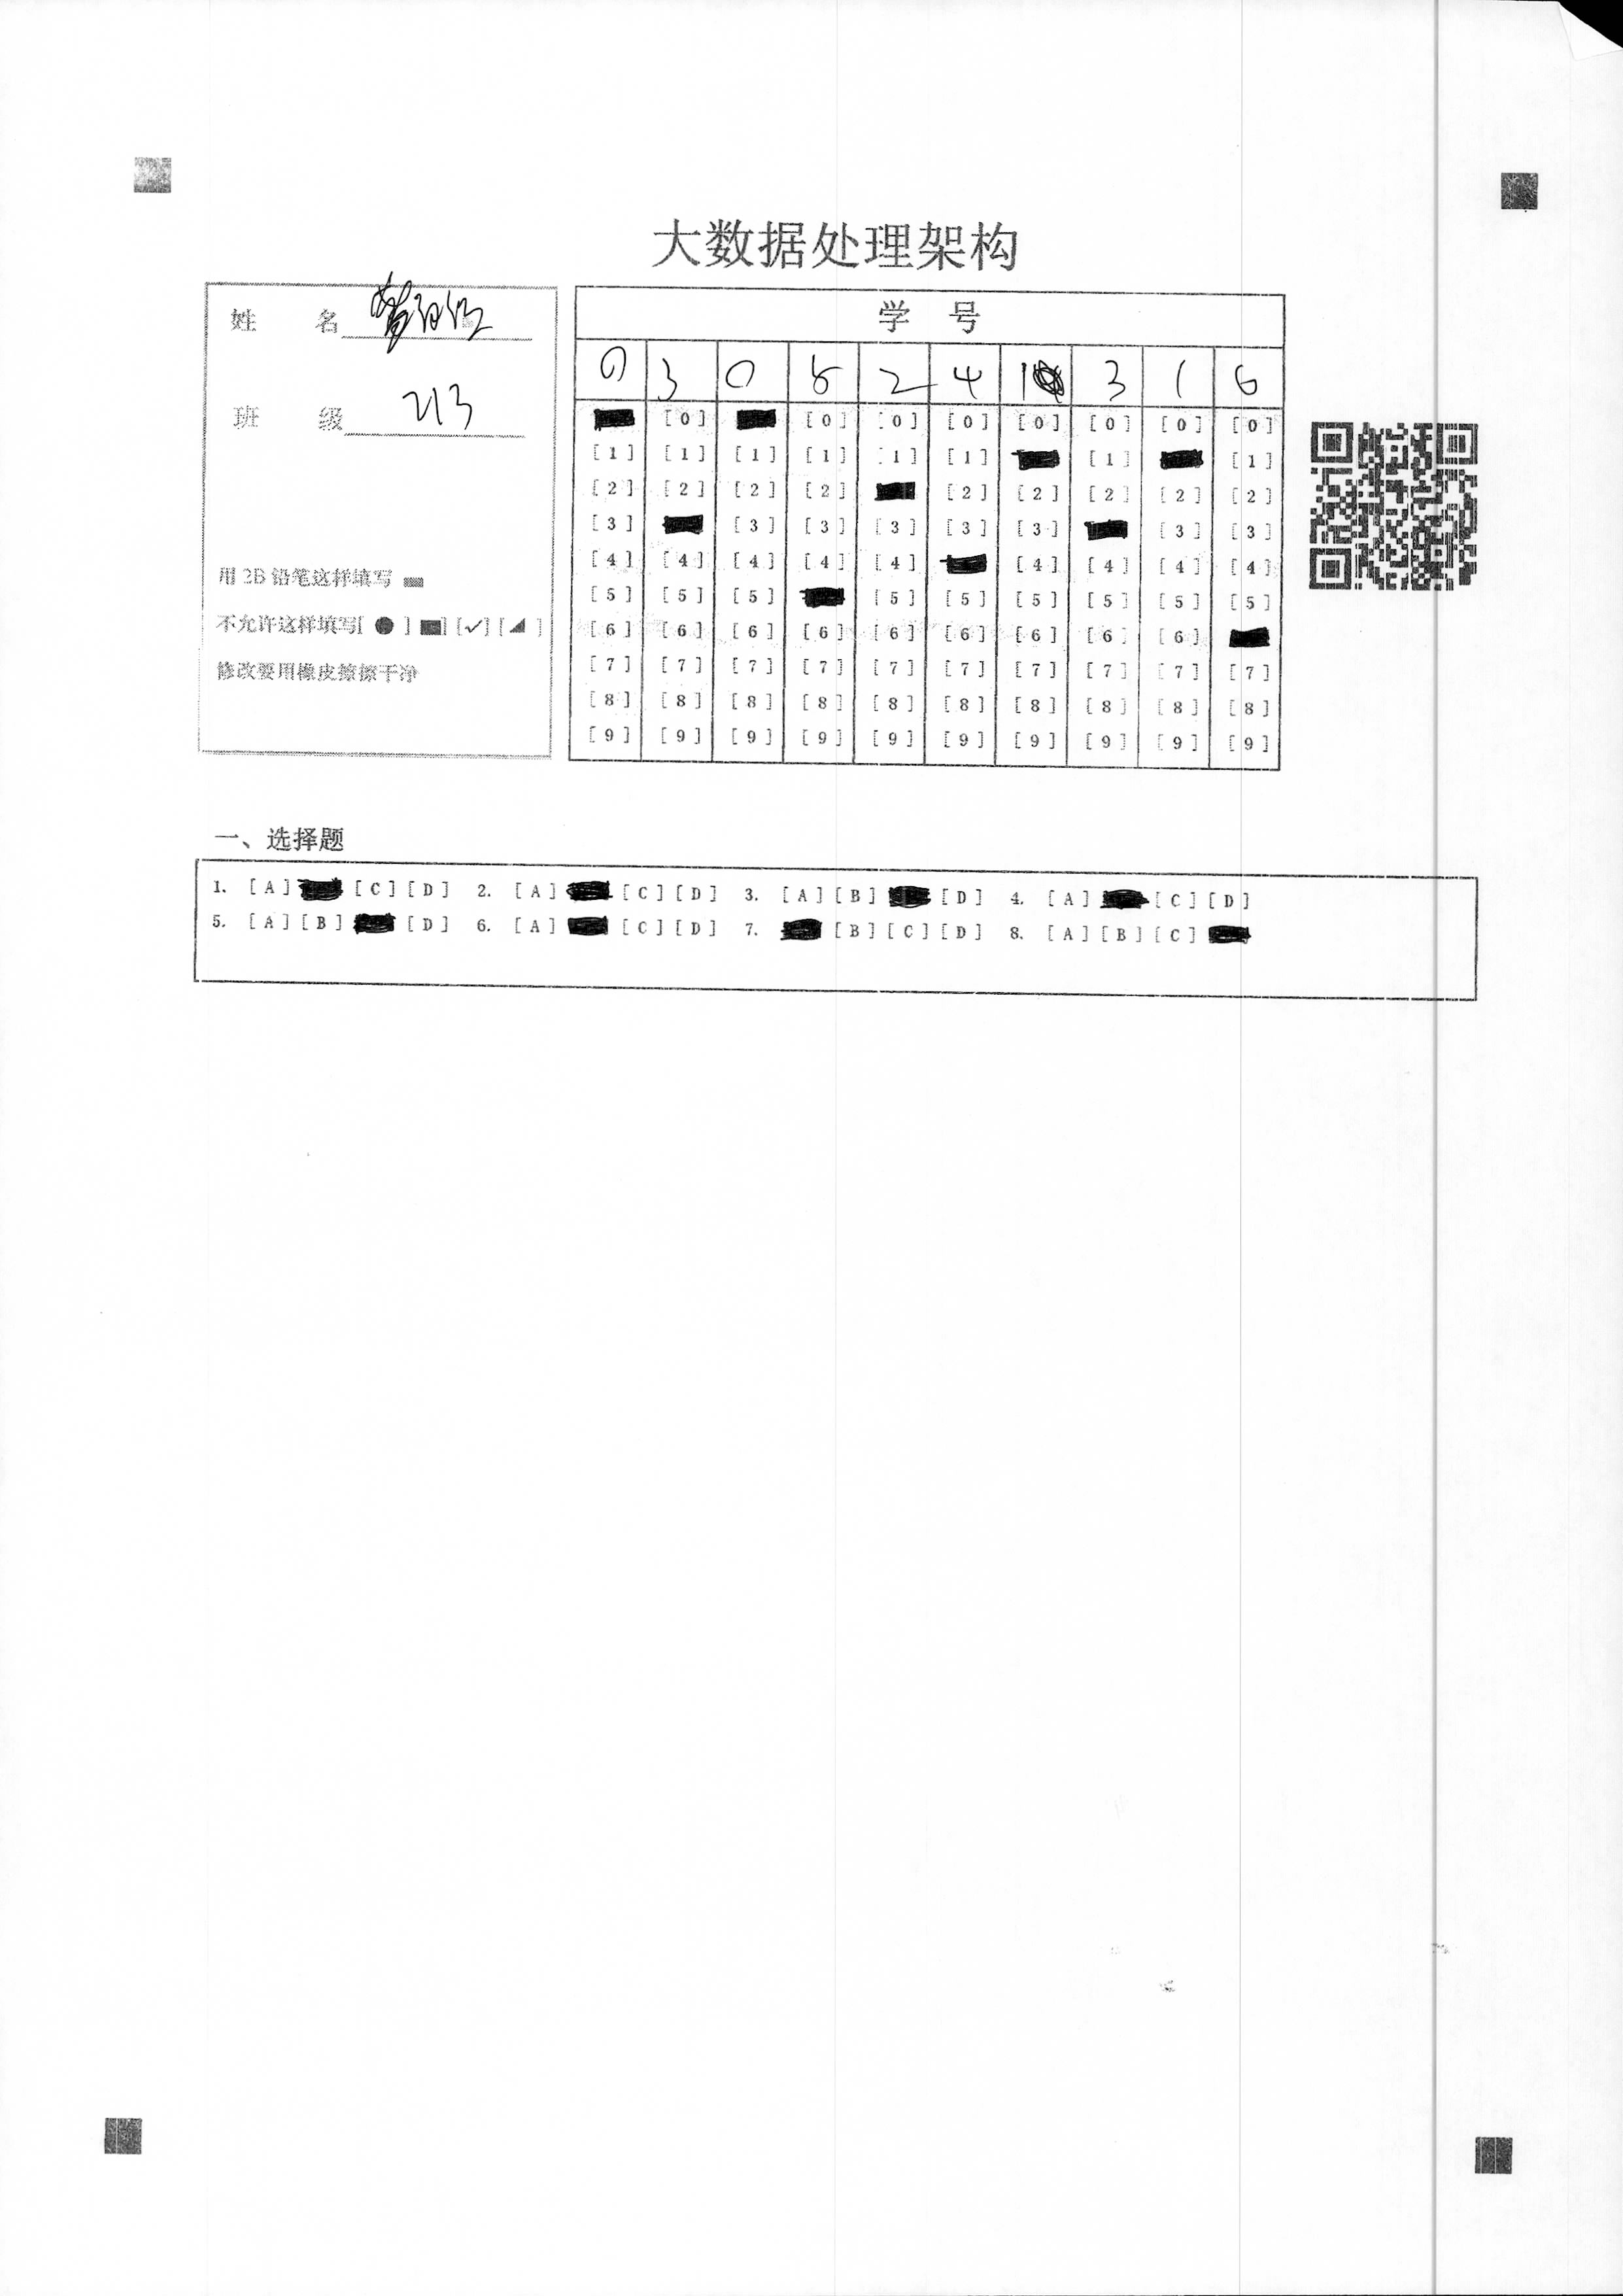 大数据处理架构
姓 名
班 级 213
用 2B 铅笔这样填写
不允许这样填写[ ● ] ■] [✓] [◢ ]
修改要用橡皮擦擦干净
学 号
0 3 0 5 2 4 1 3 1 6
[0] [0] [0] [0] [0] [0] [0] [0]
[1] [1] [1] [1] [1] [1] [1] [1]
[2] [2] [2] [2] [2] [2] [2] [2] [2]
[3] [3] [3] [3] [3] [3] [3] [3]
[4] [4] [4] [4] [4] [4] [4] [4] [4]
[5] [5] [5] [5] [5] [5] [5] [5] [5]
[6] [6] [6] [6] [6] [6] [6] [6] [6]
[7] [7] [7] [7] [7] [7] [7] [7] [7] [7]
[8] [8] [8] [8] [8] [8] [8] [8] [8] [8]
[9] [9] [9] [9] [9] [9] [9] [9] [9] [9]
一、选择题
1. [A] [C] [D] 2. [A] [C] [D] 3. [A] [B] [D] 4. [A] [C] [D]
5. [A] [B] [D] 6. [A] [C] [D] 7. [B] [C] [D] 8. [A] [B] [C]